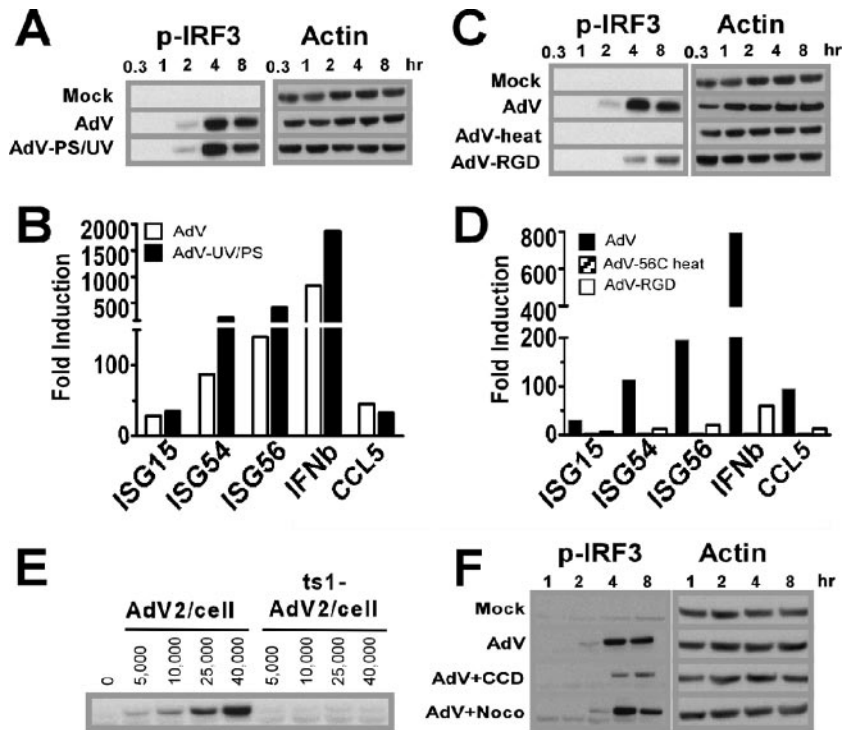 A
p-IRF3 Actin
0.3 1 2 4 8 0.3 1 2 4 8 hr
Mock
AdV
AdV-PS/UV
C
p-IRF3 Actin
0.3 1 2 4 8 0.3 1 2 4 8 hr
Mock
AdV
AdV-heat
AdV-RGD
B
AdV
AdV-UV/PS
Fold Induction
2000
1500
1000
500
100
0
ISG15 ISG54 ISG56 IFNb CCL5
D
AdV
AdV-56C heat
AdV-RGD
Fold Induction
800
600
400
200
100
0
ISG15 ISG54 ISG56 IFNb CCL5
E
AdV2/cell
ts1-
AdV2/cell
0 5,000 10,000 25,000 40,000 5,000 10,000 25,000 40,000
F
p-IRF3 Actin
1 2 4 8 1 2 4 8 hr
Mock
AdV
AdV+CCD
AdV+Noco